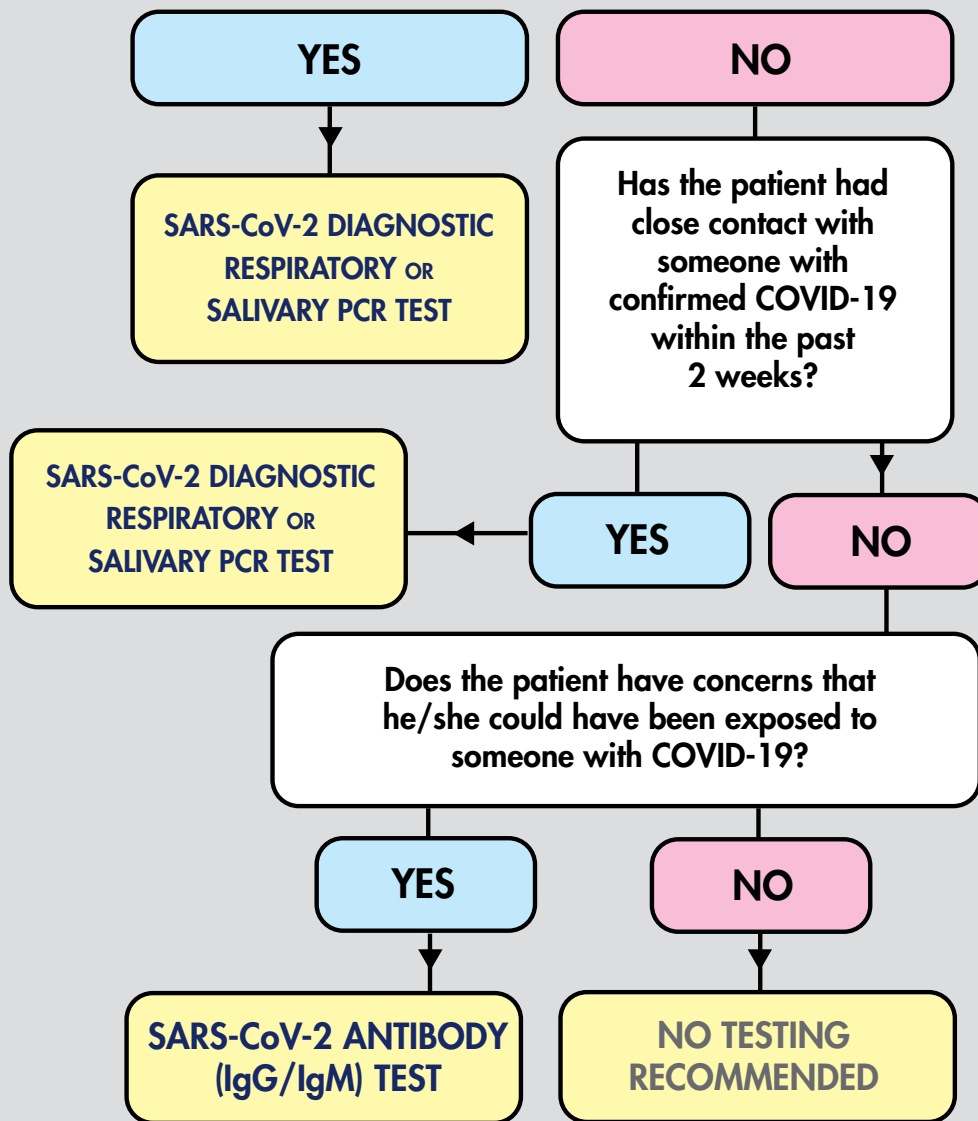 YES
NO
SARS-CoV-2 DIAGNOSTIC
RESPIRATORY OR
SALIVARY PCR TEST
Has the patient had
close contact with
someone with
confirmed COVID-19
within the past
2 weeks?
SARS-CoV-2 DIAGNOSTIC
RESPIRATORY OR
SALIVARY PCR TEST
YES
NO
Does the patient have concerns that
he/she could have been exposed to
someone with COVID-19?
YES
NO
SARS-CoV-2 ANTIBODY
(IgG/IgM) TEST
NO TESTING
RECOMMENDED